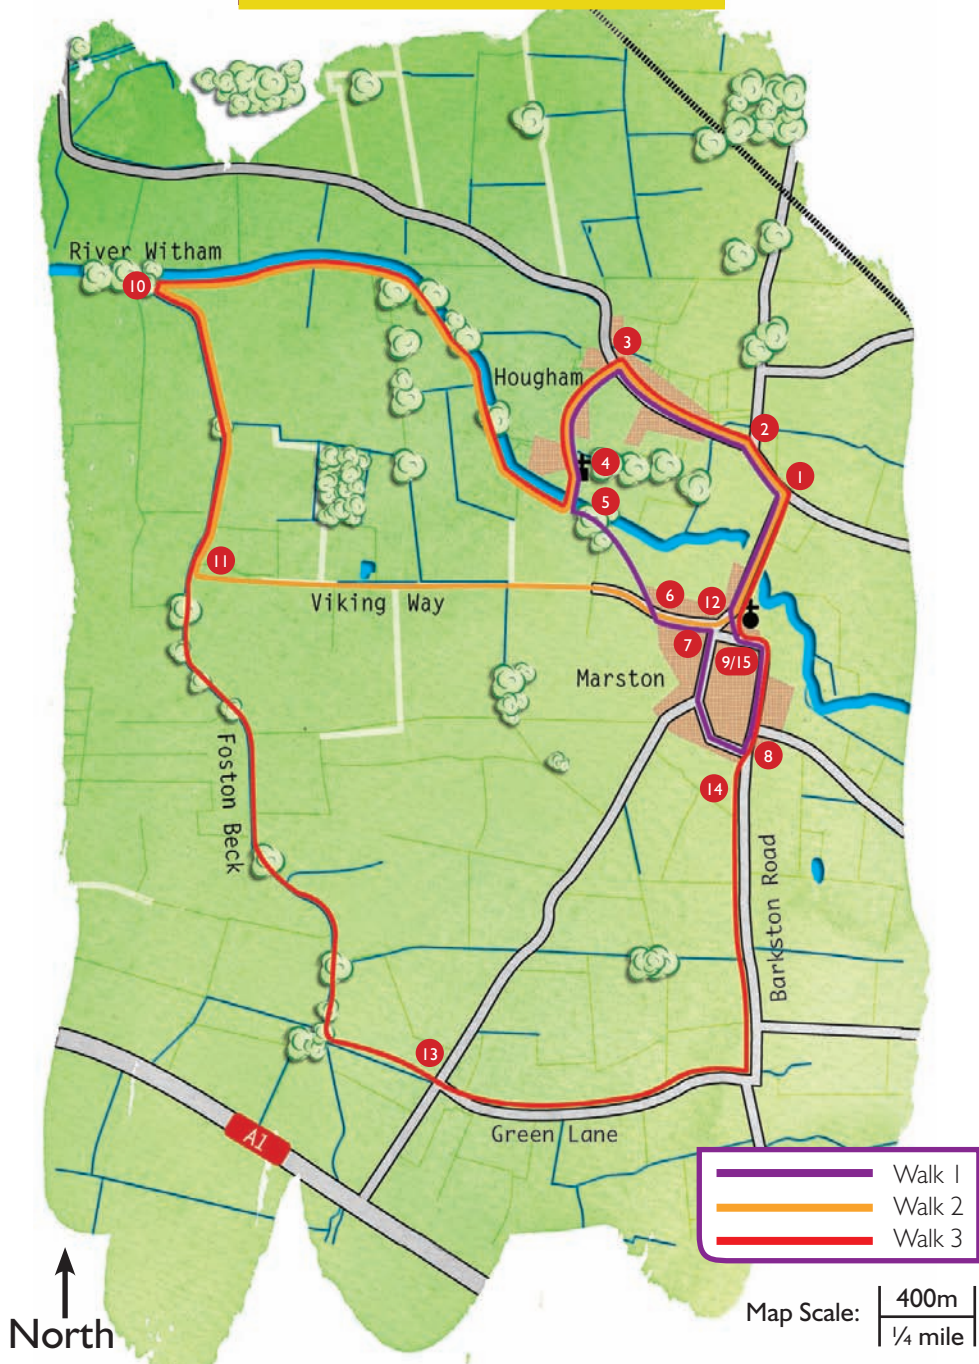 River Witham
10
3
Hougham
2
4
1
5
11
6
12
Viking Way
7
9/15
Marston
8
14
Foston Beck
Barkston Road
13
Green Lane
A1
Walk 1
Walk 2
Walk 3
North
Map Scale:
400m
¼ mile